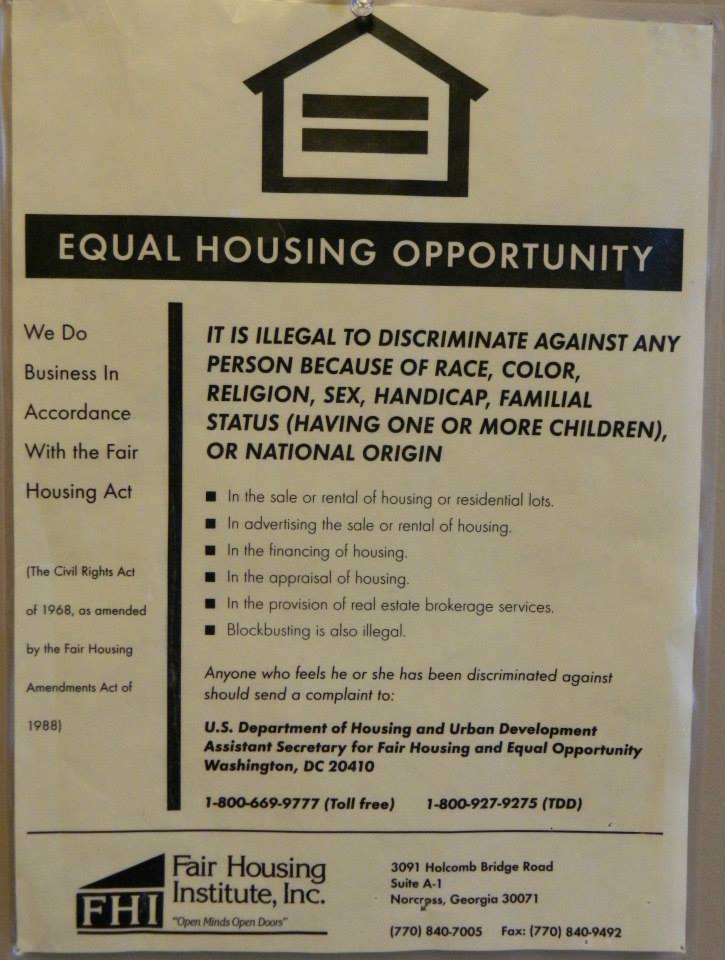 EQUAL HOUSING OPPORTUNITY
We Do
Business In
Accordance
With the Fair
Housing Act
(The Civil Rights Act
of 1968, as amended
by the Fair Housing
Amendments Act of
1988)
IT IS ILLEGAL TO DISCRIMINATE AGAINST ANY
PERSON BECAUSE OF RACE, COLOR,
RELIGION, SEX, HANDICAP, FAMILIAL
STATUS (HAVING ONE OR MORE CHILDREN),
OR NATIONAL ORIGIN
■ In the sale or rental of housing or residential lots.
■ In advertising the sale or rental of housing.
■ In the financing of housing.
■ In the appraisal of housing.
■ In the provision of real estate brokerage services.
■ Blockbusting is also illegal.
Anyone who feels he or she has been discriminated against
should send a complaint to:
U.S. Department of Housing and Urban Development
Assistant Secretary for Fair Housing and Equal Opportunity
Washington, DC 20410
1-800-669-9777 (Toll free) 1-800-927-9275 (TDD)
FHI
Fair Housing
Institute, Inc.
"Open Minds Open Doors"
3091 Holcomb Bridge Road
Suite A-1
Norcross, Georgia 30071
(770) 840-7005 Fax: (770) 840-9492